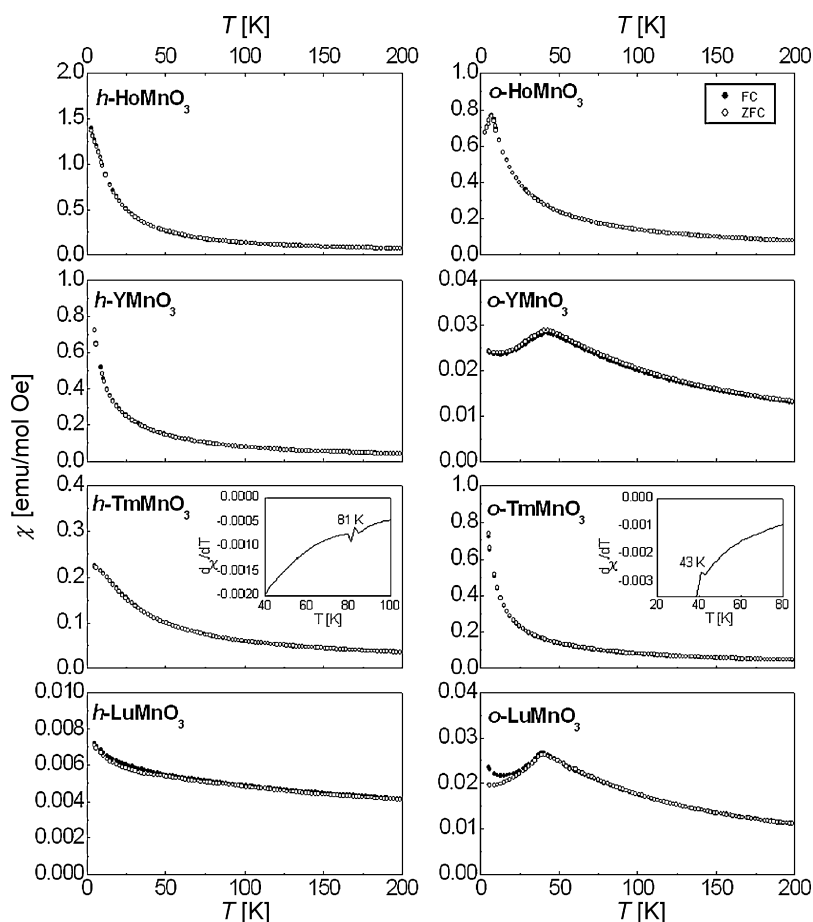 T [K]
T [K]
0 50 100 150 200
0 50 100 150 200
2.0
1.5
1.0
0.5
0.0
h-HoMnO₃
1.0
0.8
0.6
0.4
0.2
0.0
o-HoMnO₃
FC
ZFC
1.0
0.8
0.6
0.4
0.2
0.0
h-YMnO₃
0.04
0.03
0.02
0.01
0.00
o-YMnO₃
χ [emu/mol Oe]
0.4
0.3
0.2
0.1
0.0
h-TmMnO₃
0.0000
-0.0005
-0.0010
-0.0015
-0.0020
81 K
dχ/dT
40 60 80 100
T [K]
1.0
0.8
0.6
0.4
0.2
0.0
o-TmMnO₃
0.000
-0.001
-0.002
-0.003
43 K
dχ/dT
20 40 60 80
T [K]
0.010
0.008
0.006
0.004
0.002
0.000
h-LuMnO₃
0.04
0.03
0.02
0.01
0.00
o-LuMnO₃
0 50 100 150 200
0 50 100 150 200
T [K]
T [K]